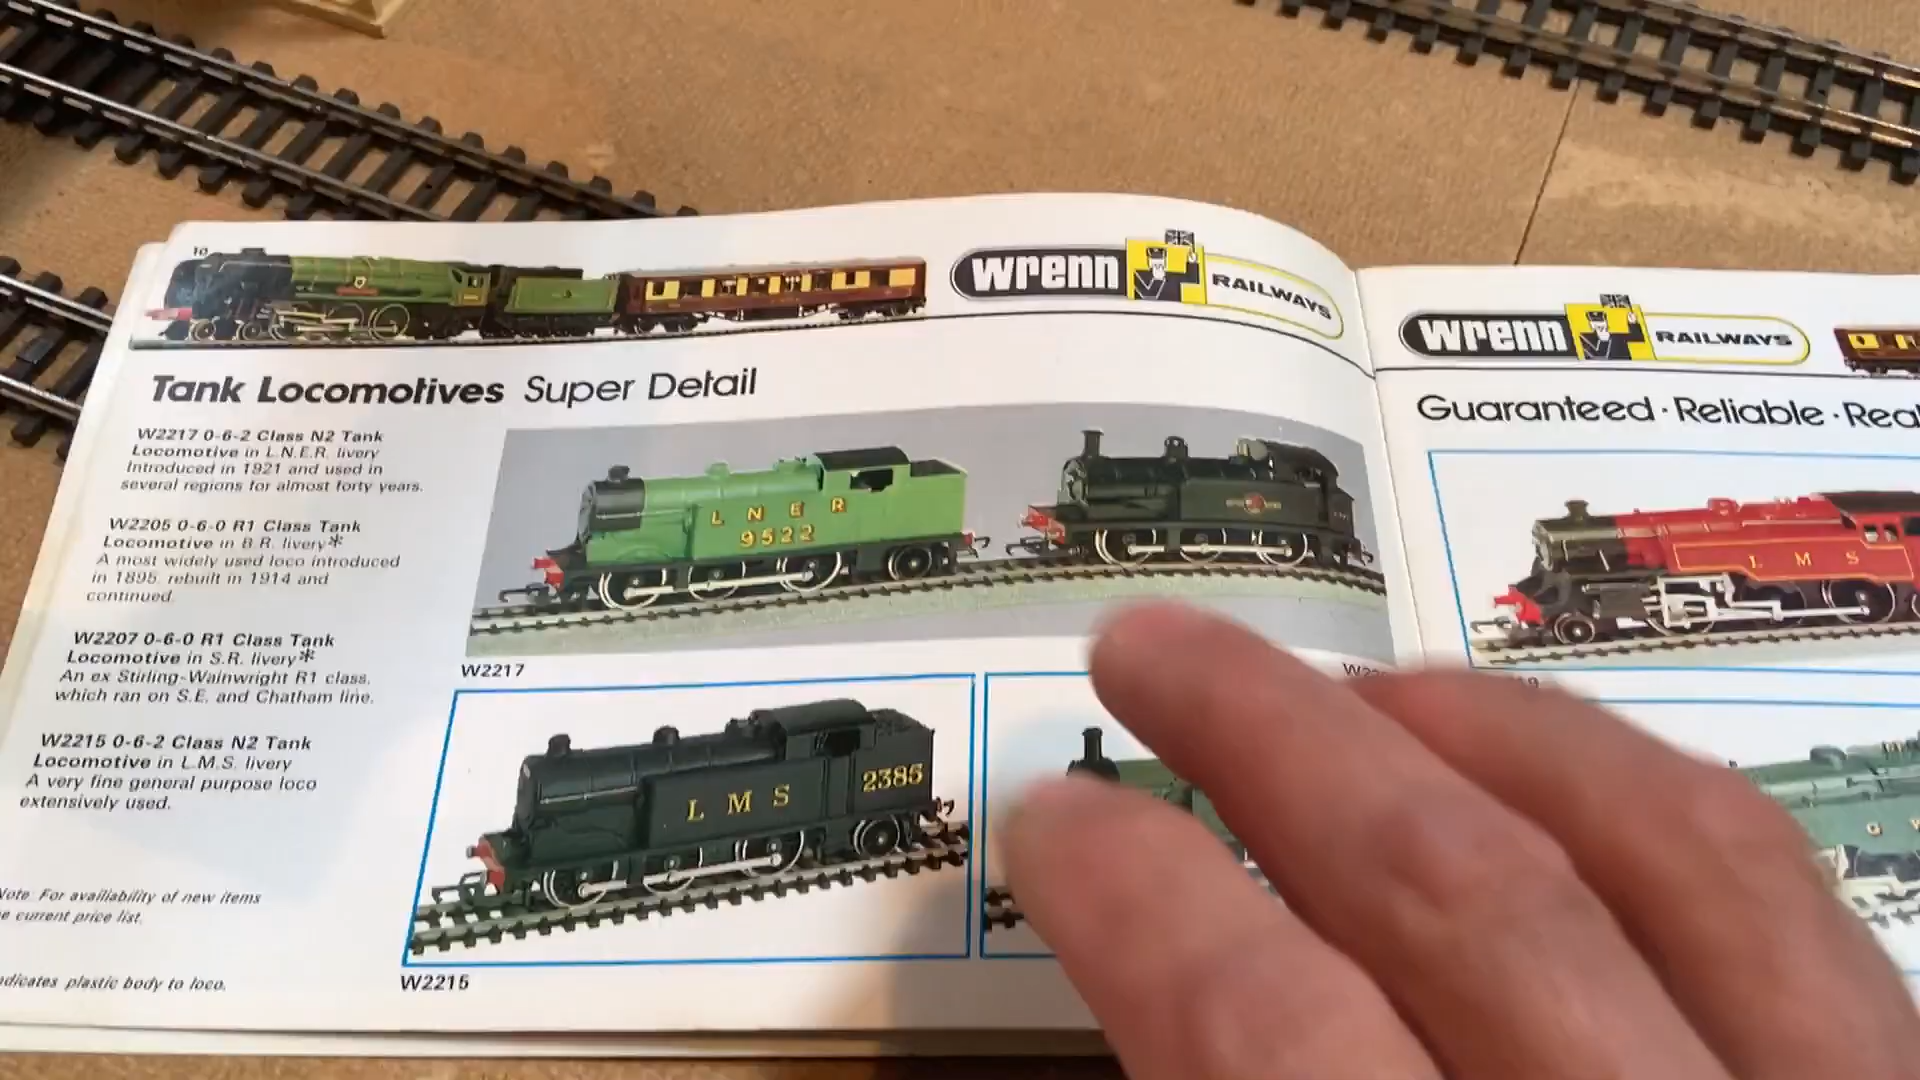 10
wrenn RAILWAYS
Tank Locomotives Super Detail
W2217 0-6-2 Class N2 Tank
Locomotive in L.N.E.R. livery
Introduced in 1921 and used in
several regions for almost forty years.
W2205 0-6-0 R1 Class Tank
Locomotive in B.R. livery*
A most widely used loco introduced
in 1895, rebuilt in 1914 and
continued.
W2207 0-6-0 R1 Class Tank
Locomotive in S.R. livery*
An ex Stirling-Wainwright R1 class,
which ran on S.E. and Chatham line.
W2215 0-6-2 Class N2 Tank
Locomotive in L.M.S. livery
A very fine general purpose loco
extensively used.
Note: For availiability of new items
current price list.
plastic body to loco.
L N E R
9522
W2217
L M S 2385
W2215
wrenn RAILWAYS
Guaranteed · Reliable ·
L M S
G